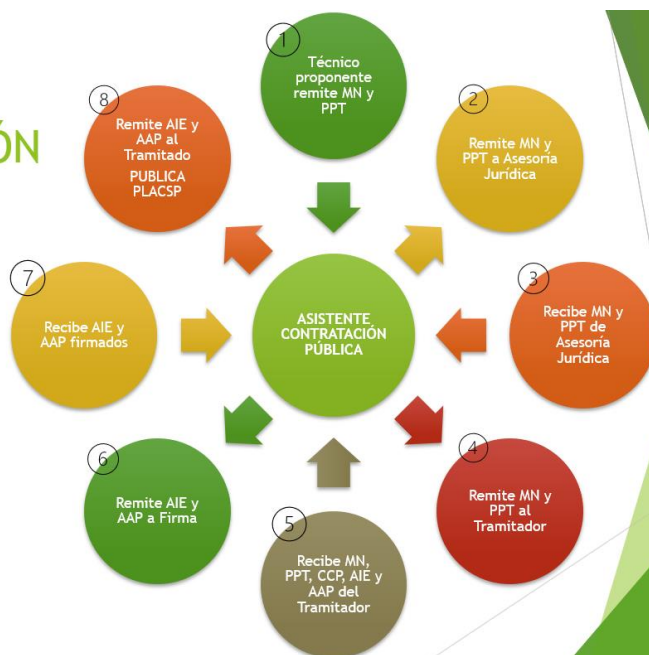 ÓN
1
Técnico
proponente
remite MN y
PPT
2
Remite MN y
PPT a Asesoría
Jurídica
3
Recibe MN y
PPT de
Asesoría
Jurídica
4
Remite MN y
PPT al
Tramitador
5
Recibe MN,
PPT, CCP, AIE y
AAP del
Tramitador
6
Remite AIE y
AAP a Firma
7
Recibe AIE y
AAP firmados
8
Remite AIE y
AAP al
Tramitado
PUBLICA
PLACSP
ASISTENTE
CONTRATACIÓN
PÚBLICA